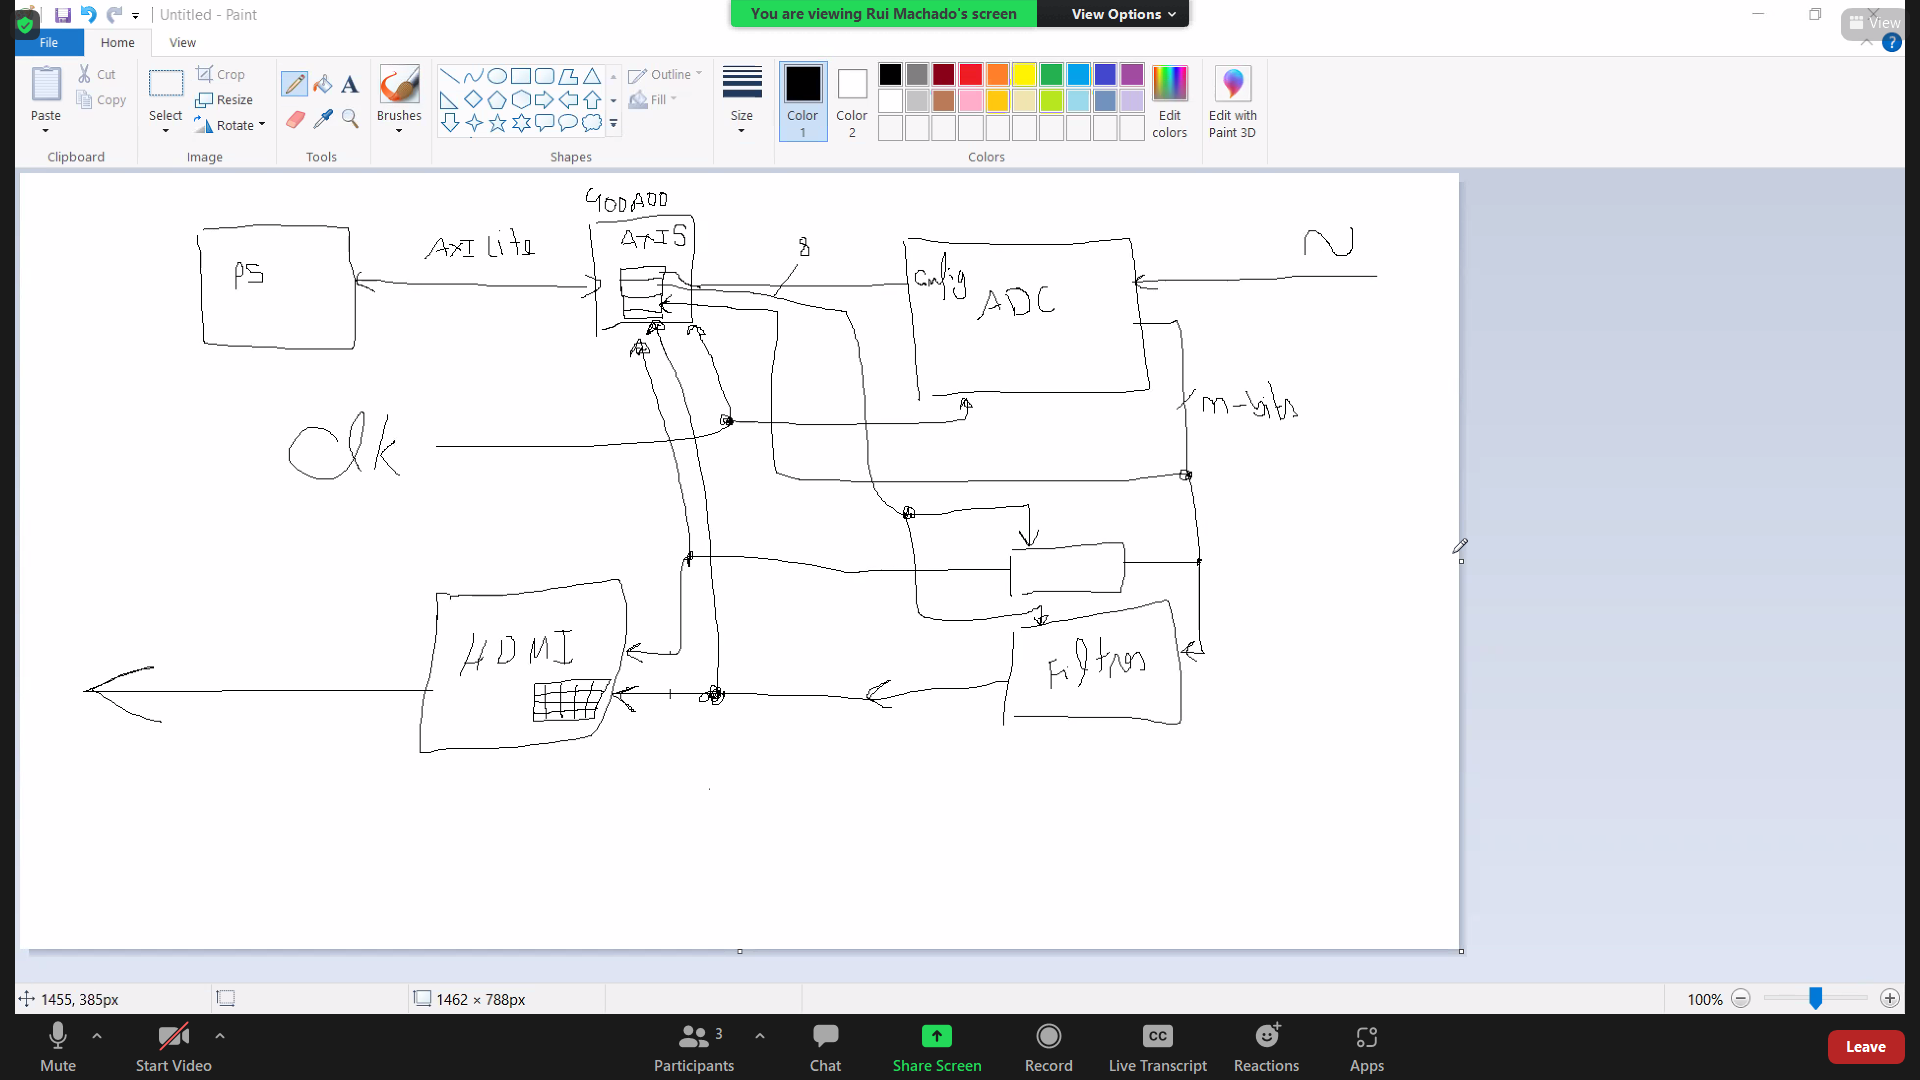 Untitled - Paint
You are viewing Rui Machado's screen
View Options
View
File
Home
View
Paste
Cut
Copy
Clipboard
Select
Crop
Resize
Rotate
Image
Tools
Brushes
Outline
Fill
Shapes
Size
Color 1
Color 2
Edit colors
Colors
Edit with Paint 3D
PS
AXI Lite
AXIS
8
config
ADC
m-bits
Clk
HDMI
Filtros
1455, 385px
1462 × 788px
100%
Mute
Start Video
Participants
3
Chat
Share Screen
Record
CC
Live Transcript
Reactions
Apps
Leave